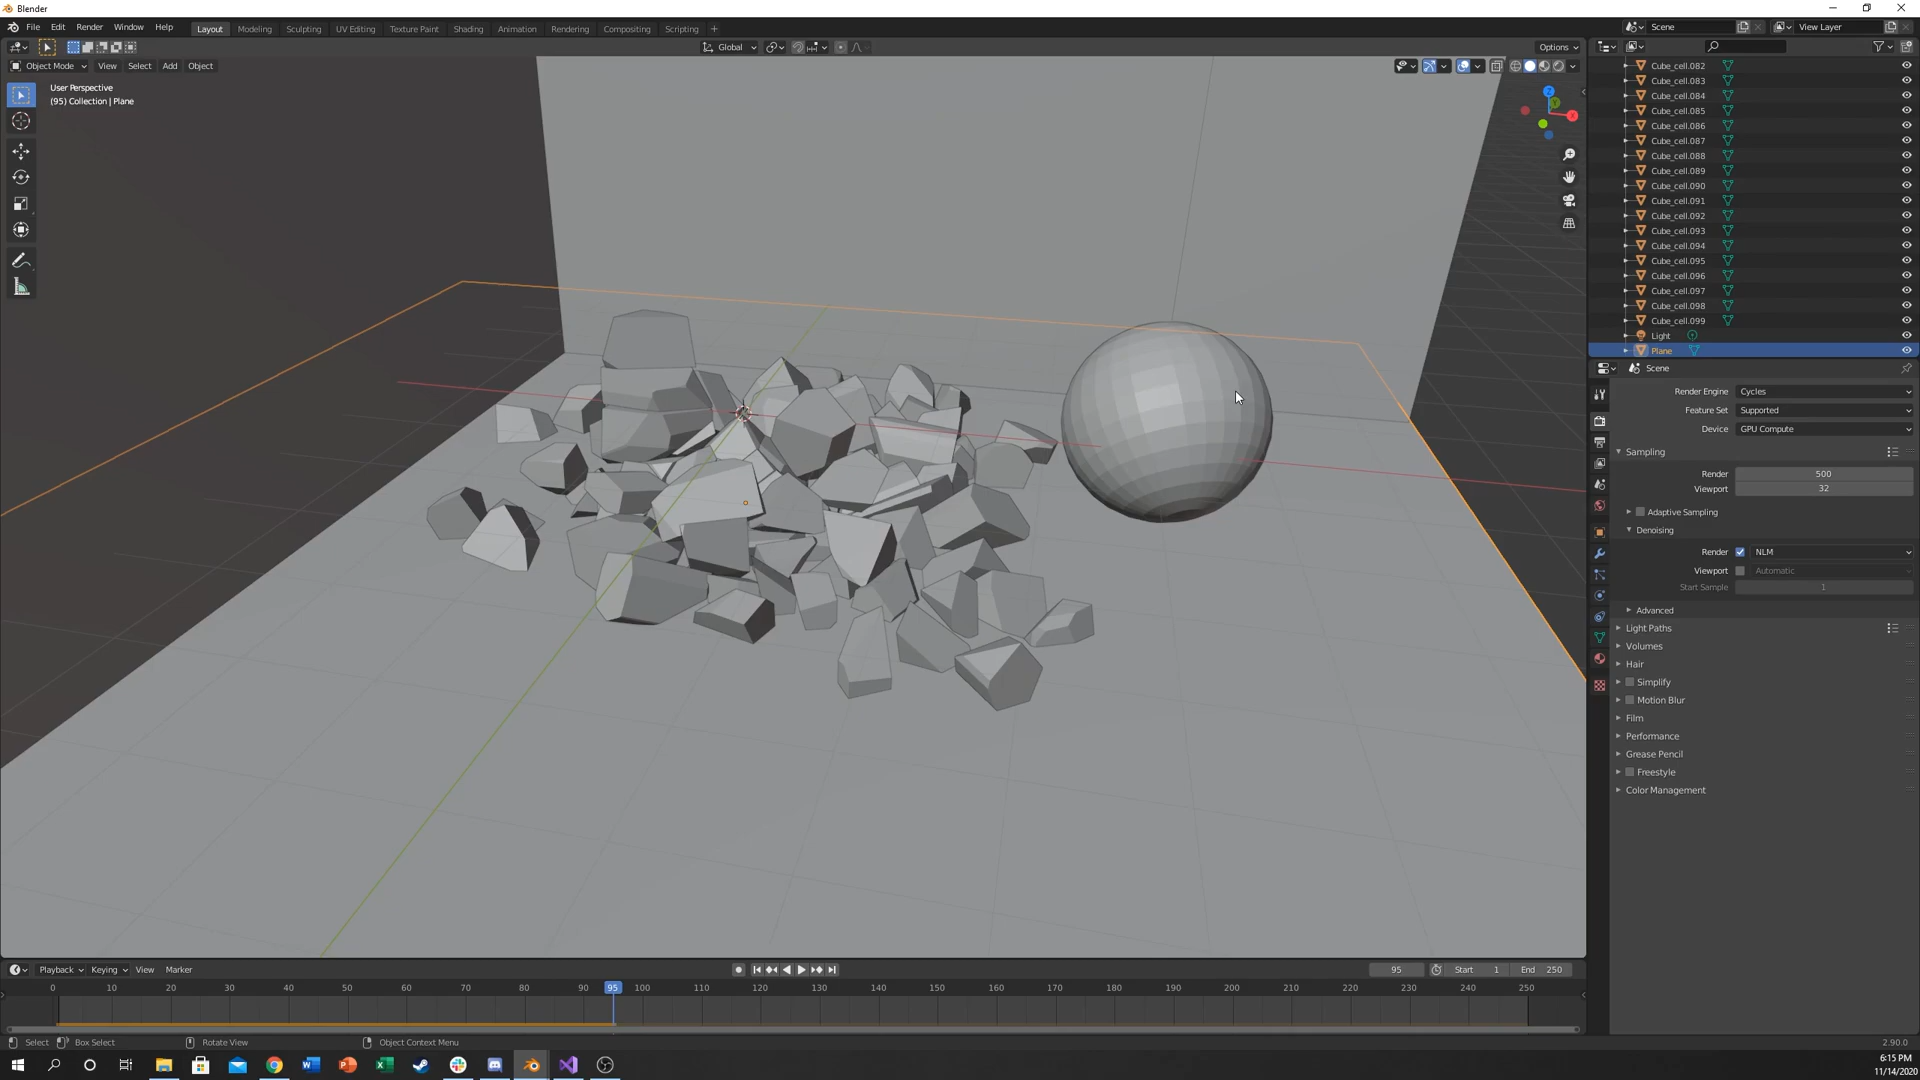 Blender
File Edit Render Window Help
Layout Modeling Sculpting UV Editing Texture Paint Shading Animation Rendering Compositing Scripting +
Scene
View Layer
Global
Options
Object Mode View Select Add Object
User Perspective
(95) Collection | Plane
Z
Y
X
Cube_cell.082
Cube_cell.083
Cube_cell.084
Cube_cell.085
Cube_cell.086
Cube_cell.087
Cube_cell.088
Cube_cell.089
Cube_cell.090
Cube_cell.091
Cube_cell.092
Cube_cell.093
Cube_cell.094
Cube_cell.095
Cube_cell.096
Cube_cell.097
Cube_cell.098
Cube_cell.099
Light
Plane
Scene
Render Engine Cycles
Feature Set Supported
Device GPU Compute
Sampling
Render 500
Viewport 32
Adaptive Sampling
Denoising
Render NLM
Viewport Automatic
Start Sample 1
Advanced
Light Paths
Volumes
Hair
Simplify
Motion Blur
Film
Performance
Grease Pencil
Freestyle
Color Management
Playback Keying View Marker
95 Start 1 End 250
0 10 20 30 40 50 60 70 80 90 95 100 110 120 130 140 150 160 170 180 190 200 210 220 230 240 250
Select Box Select Rotate View Object Context Menu
2.90.0
6:15 PM
11/14/2020